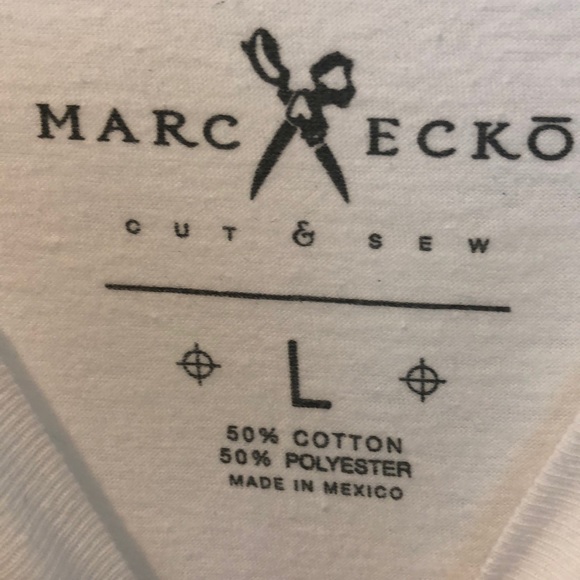 MARC ECKŌ
CUT & SEW
L
50% COTTON
50% POLYESTER
MADE IN MEXICO